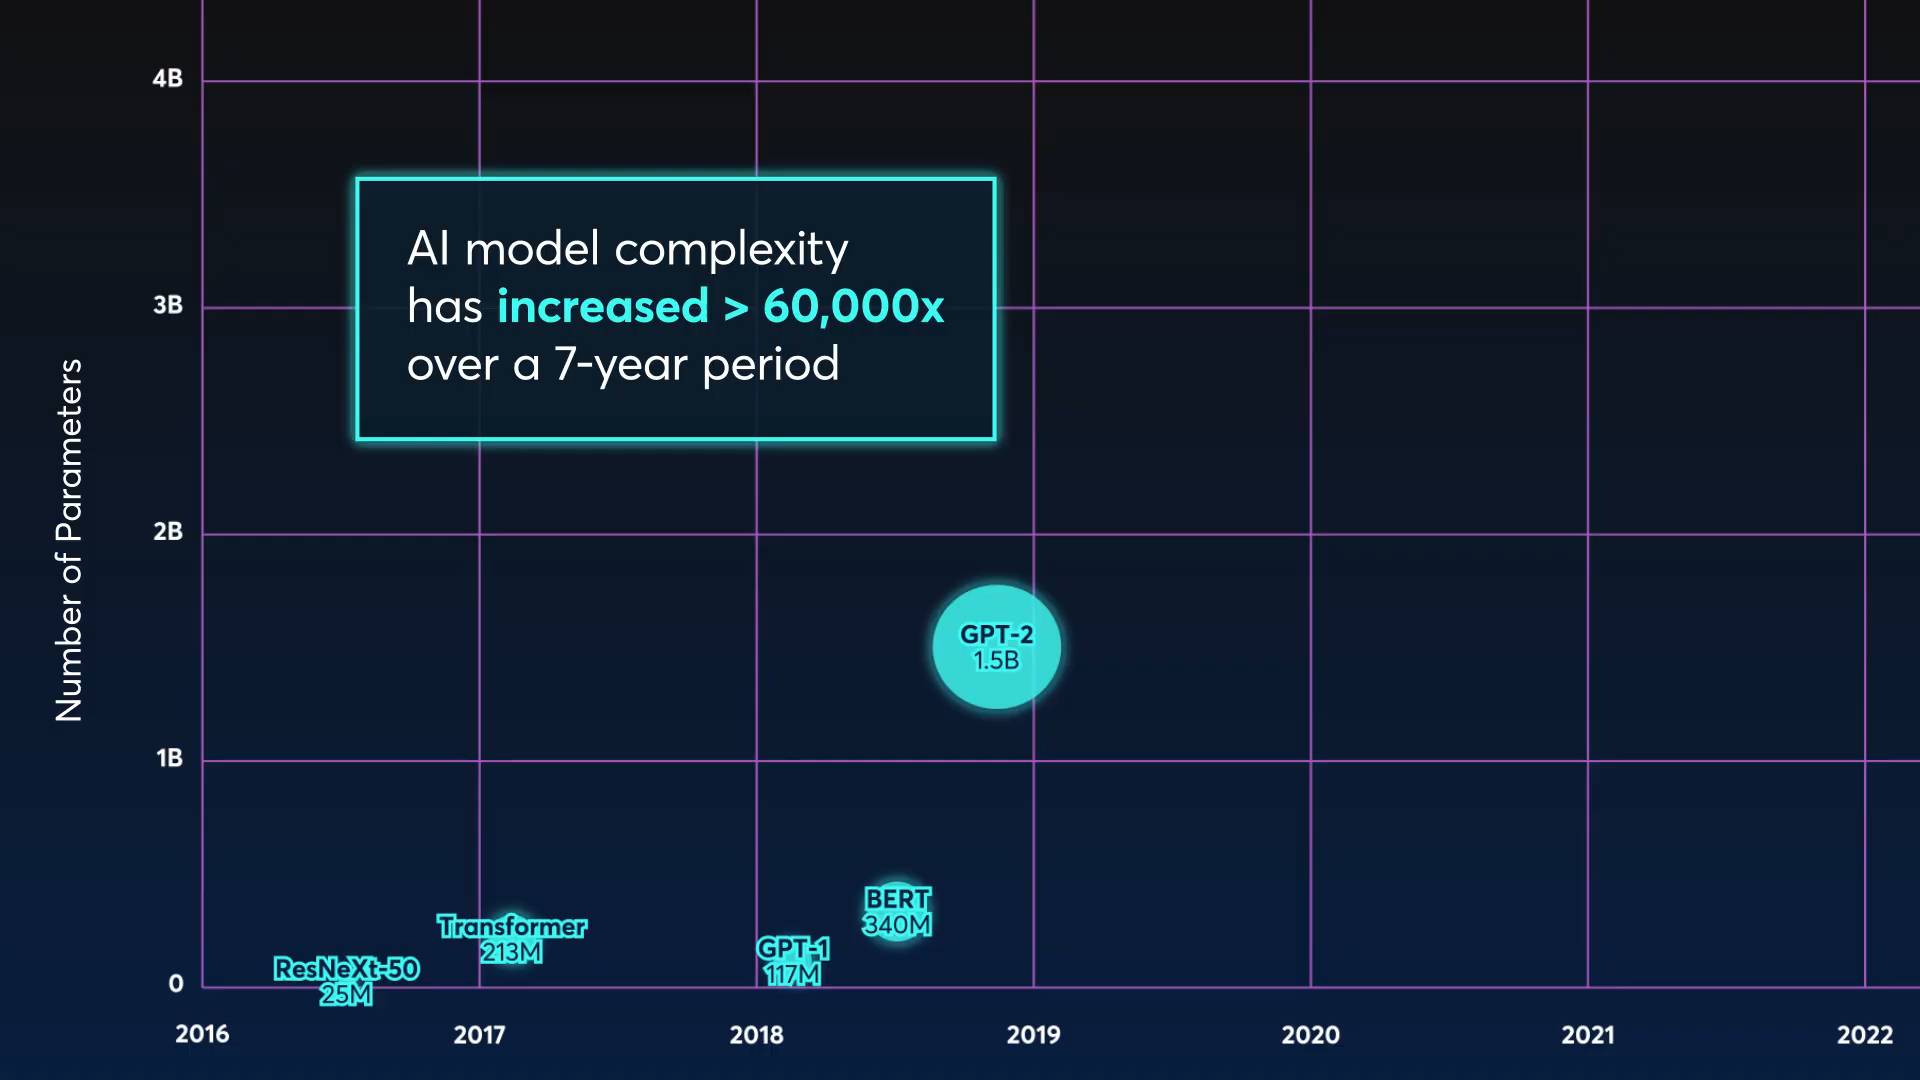 4B
AI model complexity
has increased > 60,000x
3B
over a 7-year period
Number of Parameters
2B
GPT-2
1.5B
1B
BERT
340M
Transformer
213M
GPT-1
117M
ResNeXt-50
25M
0
2016 2017 2018 2019 2020 2021 2022